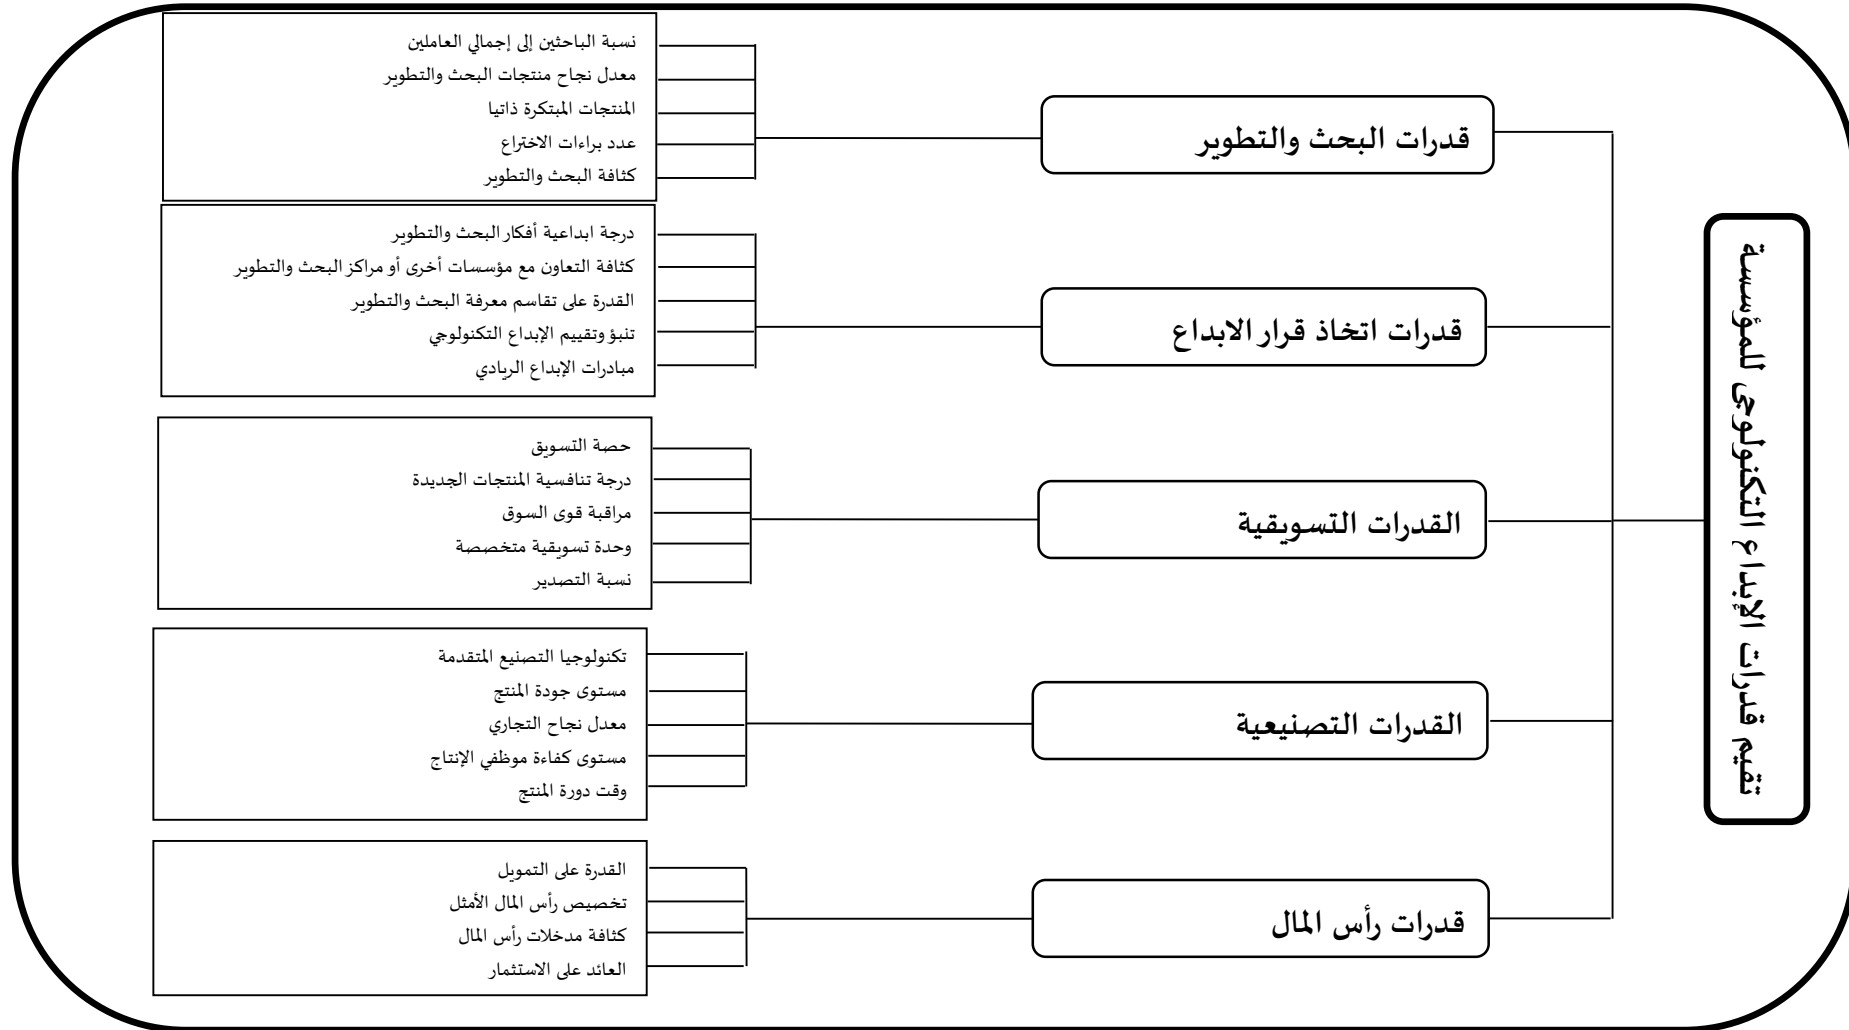 تقيم قدرات الإبداع التكنولوجي للمؤسسة
قدرات البحث والتطوير
نسبة الباحثين إلى إجمالي العاملين
معدل نجاح منتجات البحث والتطوير
المنتجات المبتكرة ذاتيا
عدد براءات الاختراع
كثافة البحث والتطوير
قدرات اتخاذ قرار الابداع
درجة ابداعية أفكار البحث والتطوير
كثافة التعاون مع مؤسسات أخرى أو مراكز البحث والتطوير
القدرة على تقاسم معرفة البحث والتطوير
تنبؤ وتقييم الإبداع التكنولوجي
مبادرات الإبداع الريادي
القدرات التسويقية
حصة التسويق
درجة تنافسية المنتجات الجديدة
مراقبة قوى السوق
وحدة تسويقية متخصصة
نسبة التصدير
القدرات التصنيعية
تكنولوجيا التصنيع المتقدمة
مستوى جودة المنتج
معدل نجاح التجاري
مستوى كفاءة موظفي الإنتاج
وقت دورة المنتج
قدرات رأس المال
القدرة على التمويل
تخصيص رأس المال الأمثل
كثافة مدخلات رأس المال
العائد على الاستثمار